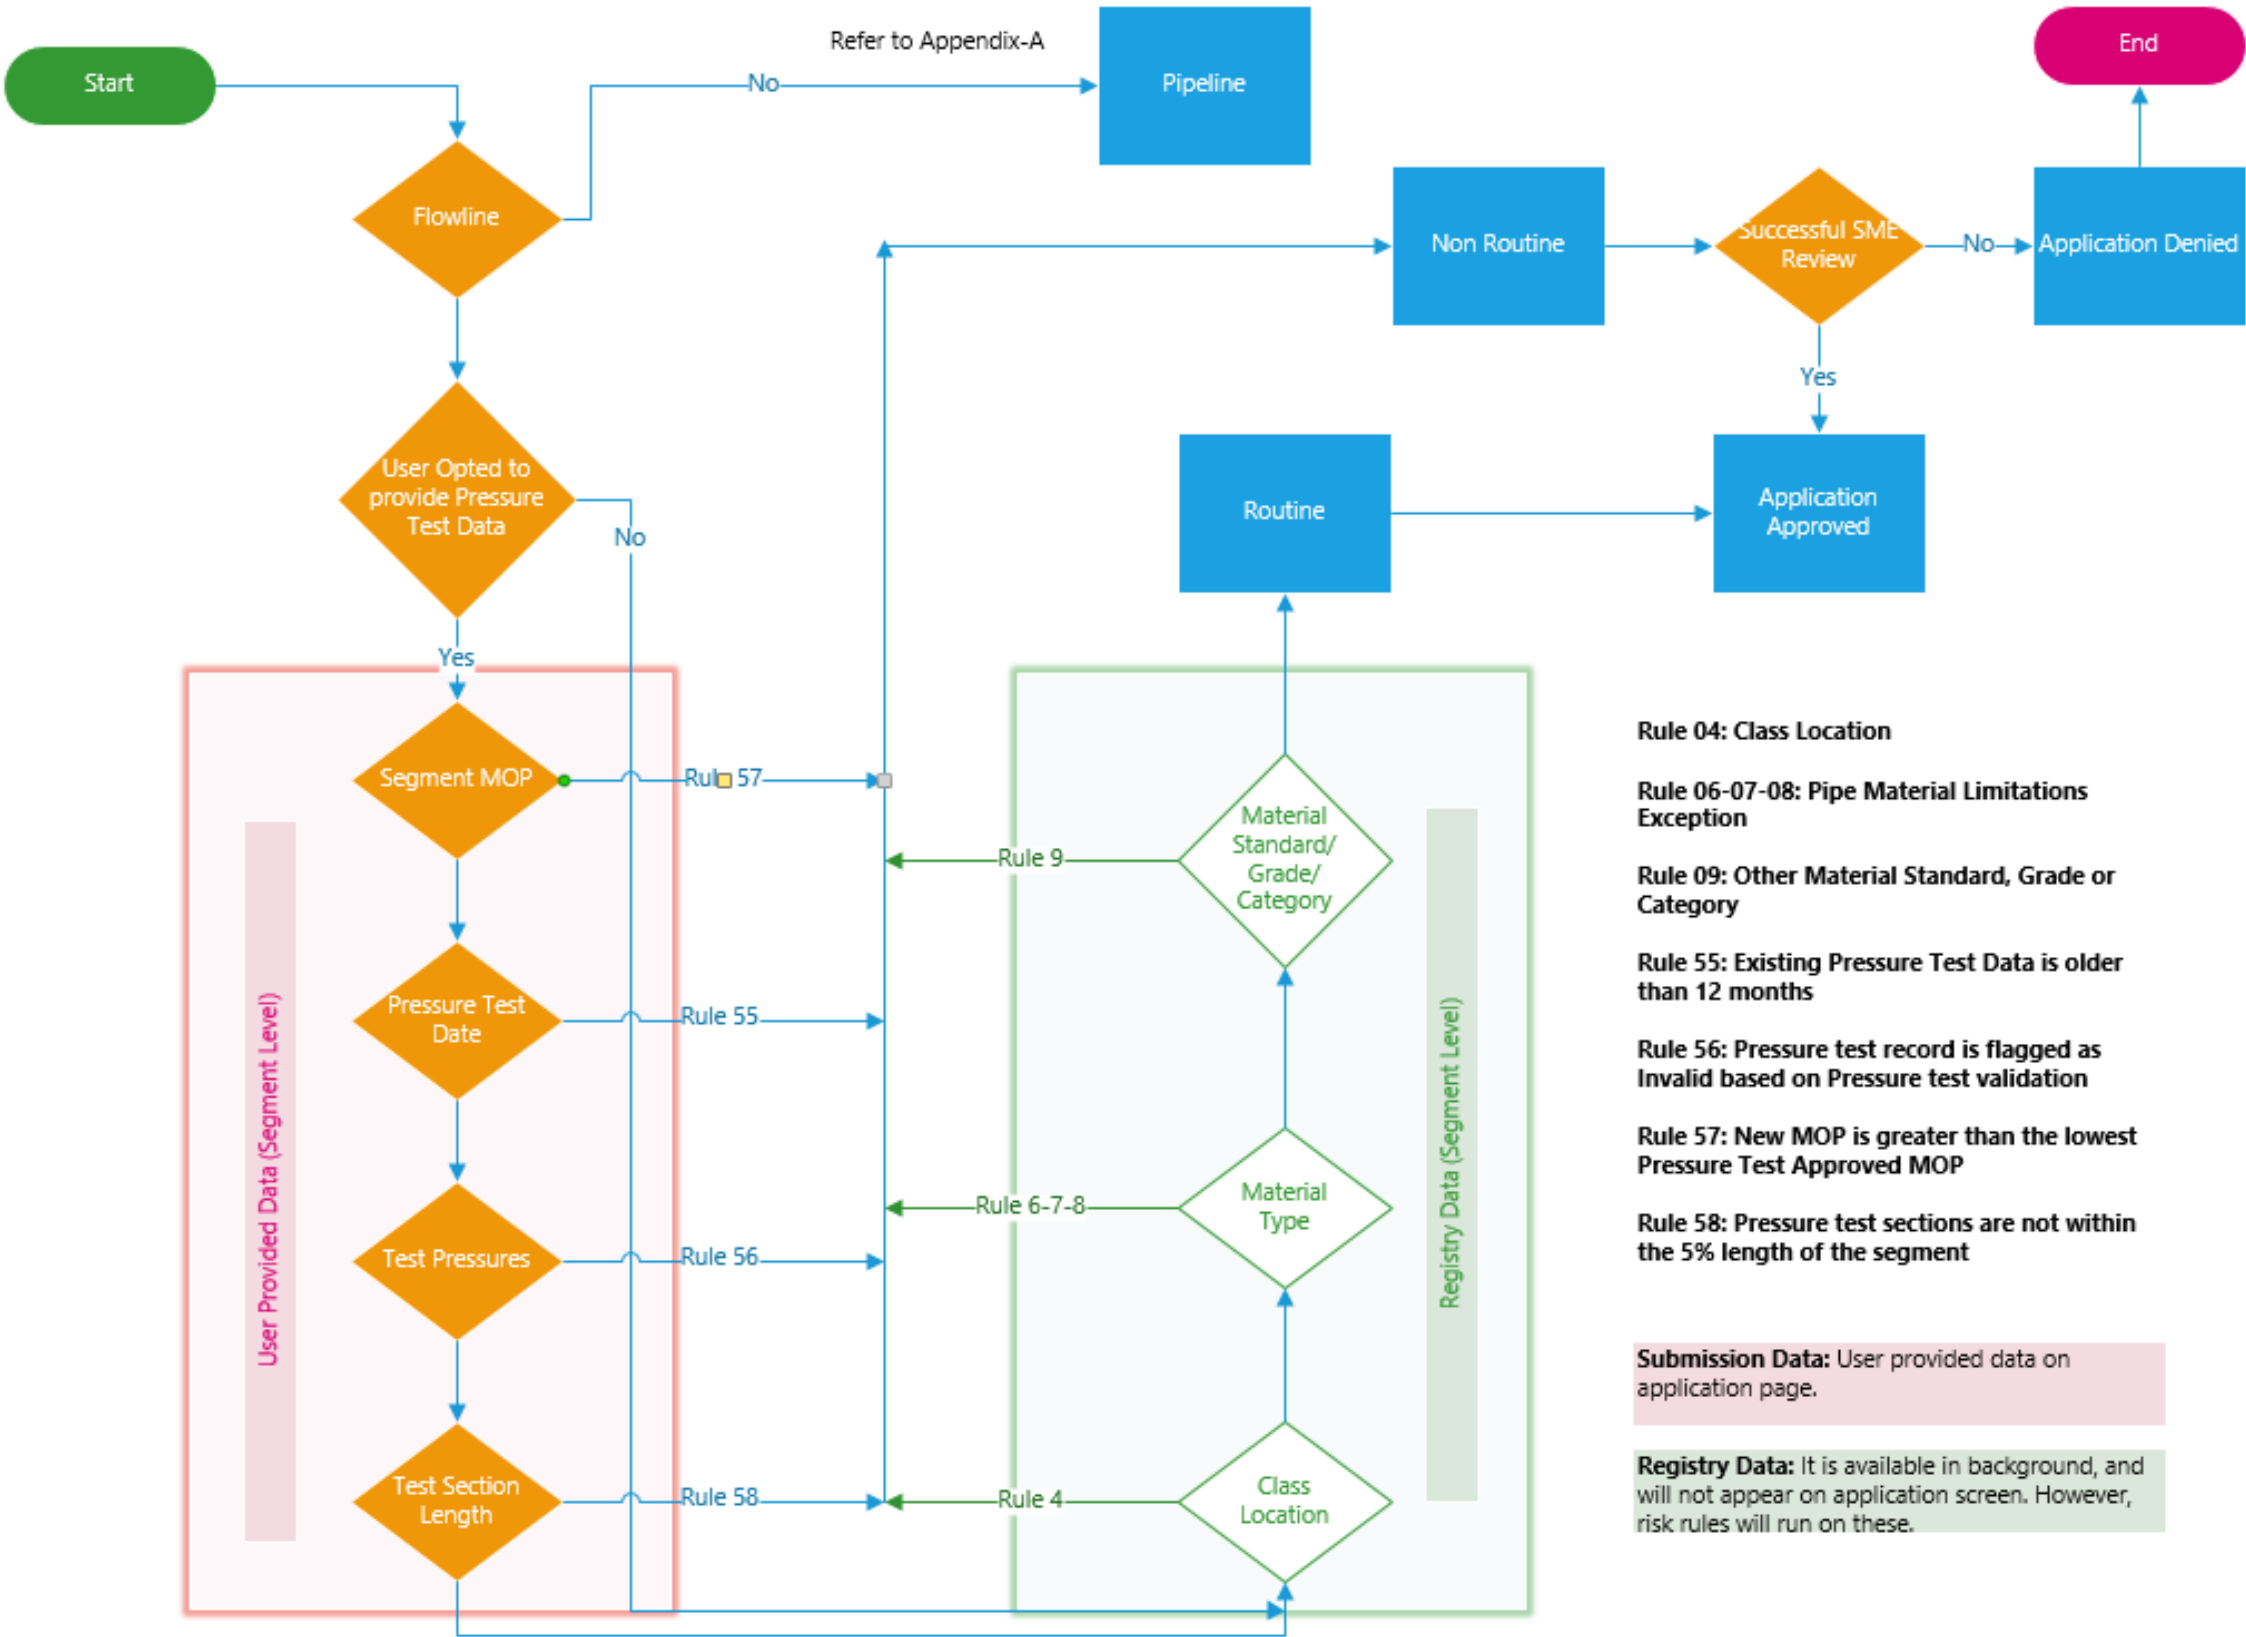 Refer to Appendix-A
Start
Pipeline
End
No
Flowline
Non Routine
Successful SME
Review
No
Application Denied
Yes
User Opted to
provide Pressure
Test Data
No
Routine
Application
Approved
Yes
Segment MOP
Rule 57
Material
Standard/
Grade/
Category
Rule 9
Pressure Test
Date
Rule 55
Test Pressures
Rule 56
Material
Type
Rule 6-7-8
Test Section
Length
Rule 58
Class
Location
Rule 4
User Provided Data (Segment Level)
Registry Data (Segment Level)
Rule 04: Class Location
Rule 06-07-08: Pipe Material Limitations
Exception
Rule 09: Other Material Standard, Grade or
Category
Rule 55: Existing Pressure Test Data is older
than 12 months
Rule 56: Pressure test record is flagged as
Invalid based on Pressure test validation
Rule 57: New MOP is greater than the lowest
Pressure Test Approved MOP
Rule 58: Pressure test sections are not within
the 5% length of the segment
Submission Data: User provided data on
application page.
Registry Data: It is available in background, and
will not appear on application screen. However,
risk rules will run on these.